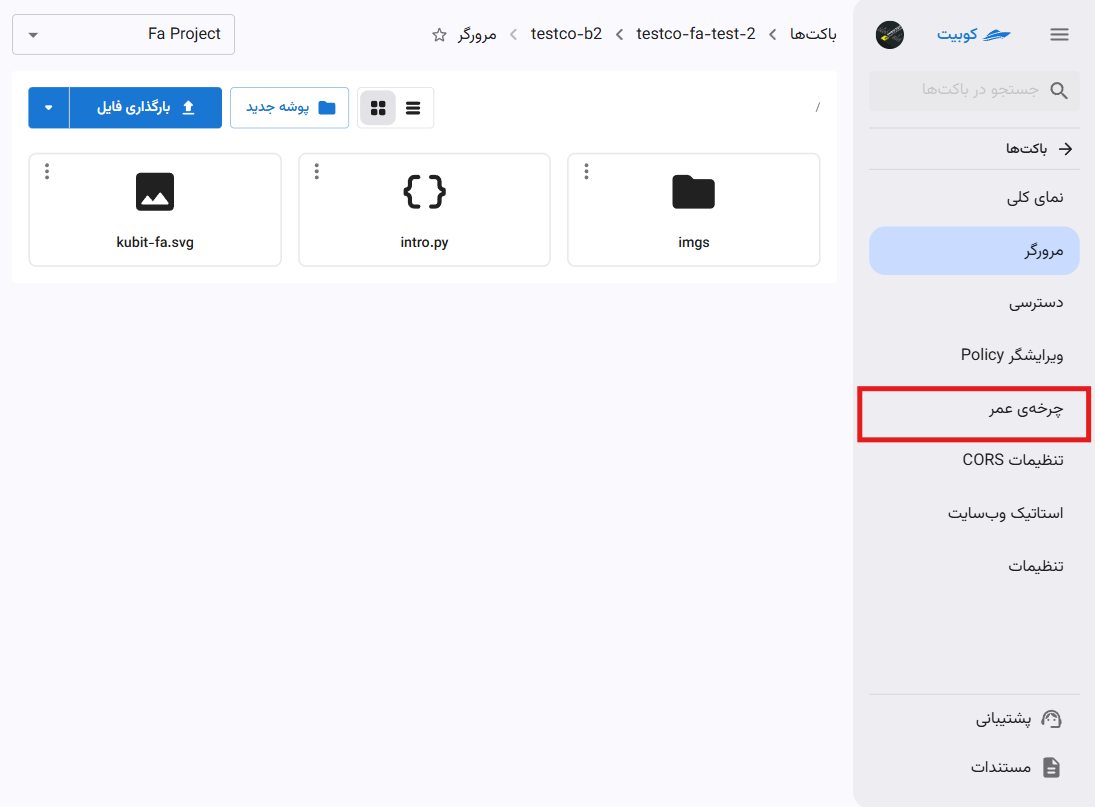 کوبیت
جستجو در باکت‌ها
باکت‌ها
نمای کلی
مرورگر
دسترسی
ویرایشگر Policy
چرخه‌ی عمر
تنظیمات CORS
استاتیک وب‌سایت
تنظیمات
پشتیبانی
مستندات
باکت‌ها
testco-fa-test-2
testco-b2
مرورگر
Fa Project
/
پوشه جدید
بارگذاری فایل
imgs
intro.py
kubit-fa.svg